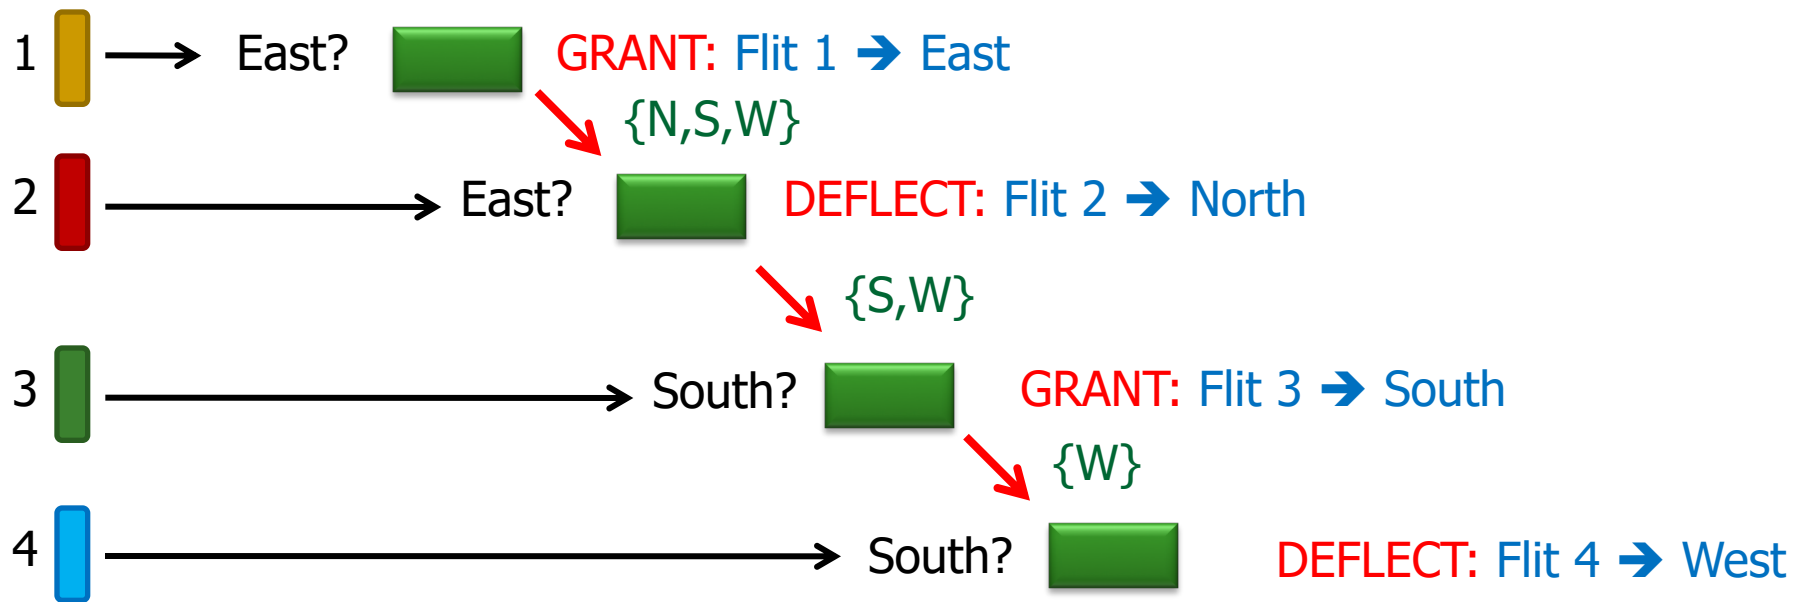 1 East? GRANT: Flit 1 ➔ East
{N,S,W}
2 East? DEFLECT: Flit 2 ➔ North
{S,W}
3 South? GRANT: Flit 3 ➔ South
{W}
4 South? DEFLECT: Flit 4 ➔ West